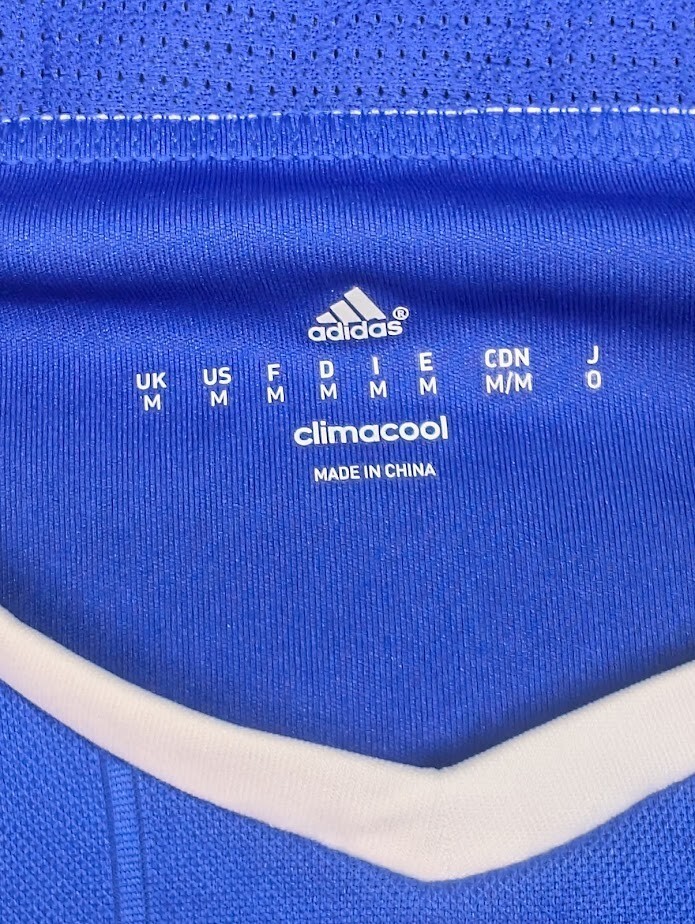 adidas®
UK US F D I E CDN J
M M M M M M M/M O
climacool
MADE IN CHINA